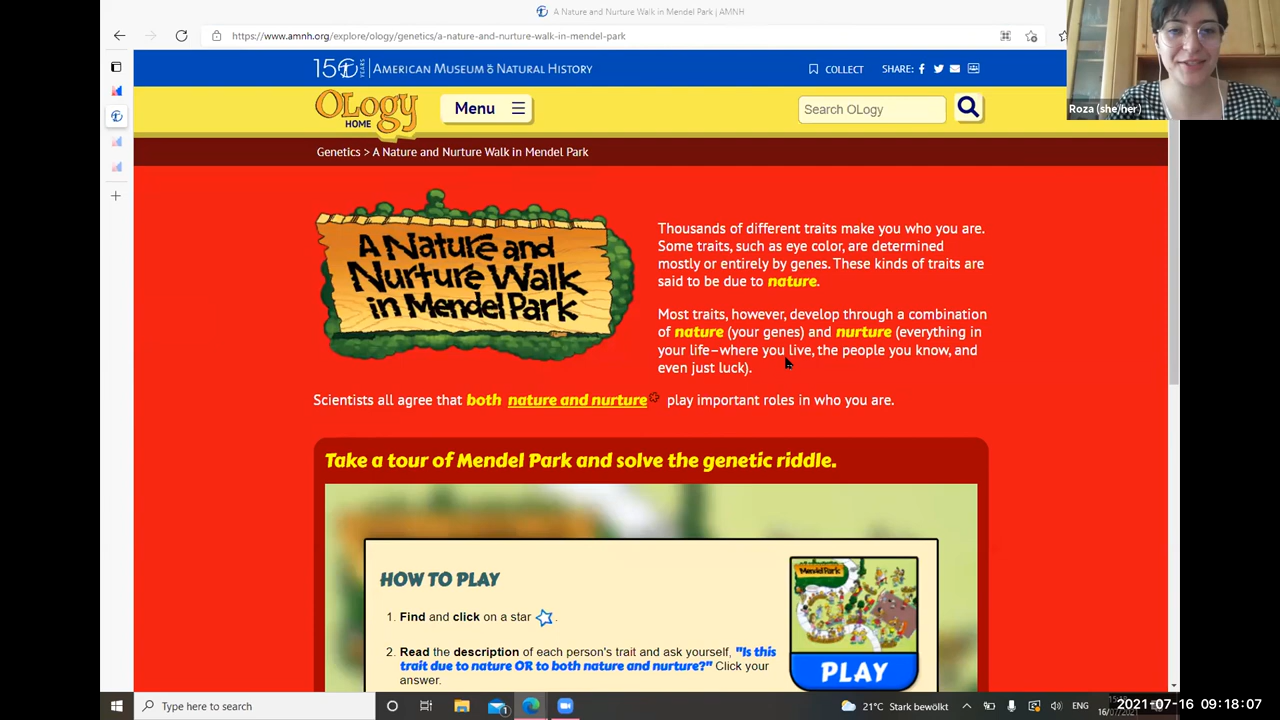 A Nature and Nurture Walk in Mendel Park | AMNH
https://www.amnh.org/explore/ology/genetics/a-nature-and-nurture-walk-in-mendel-park
Roza (she/her)
150 YEARS | AMERICAN MUSEUM & NATURAL HISTORY
COLLECT
SHARE:
OLogy
HOME
Menu
Search OLogy
Genetics > A Nature and Nurture Walk in Mendel Park
A Nature and
Nurture Walk
in Mendel Park
Thousands of different traits make you who you are.
Some traits, such as eye color, are determined
mostly or entirely by genes. These kinds of traits are
said to be due to nature.
Most traits, however, develop through a combination
of nature (your genes) and nurture (everything in
your life–where you live, the people you know, and
even just luck).
Scientists all agree that both nature and nurture play important roles in who you are.
Take a tour of Mendel Park and solve the genetic riddle.
HOW TO PLAY
1. Find and click on a star .
2. Read the description of each person's trait and ask yourself, "Is this
trait due to nature OR to both nature and nurture?" Click your
answer.
Mendel Park
PLAY
Type here to search
21°C Stark bewölkt
ENG
2021-07-16 09:18:07